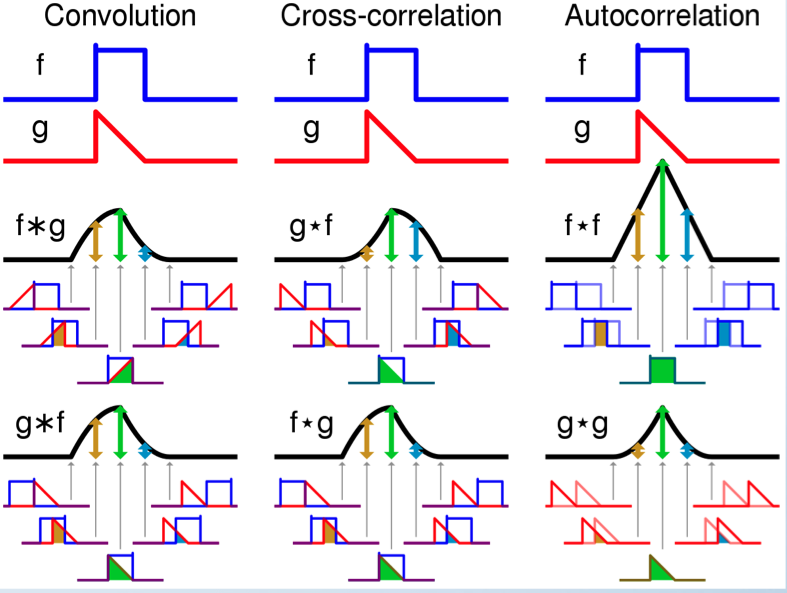 Convolution Cross-correlation Autocorrelation
f f f
g g g
f∗g g⋆f f⋆f
g∗f f⋆g g⋆g